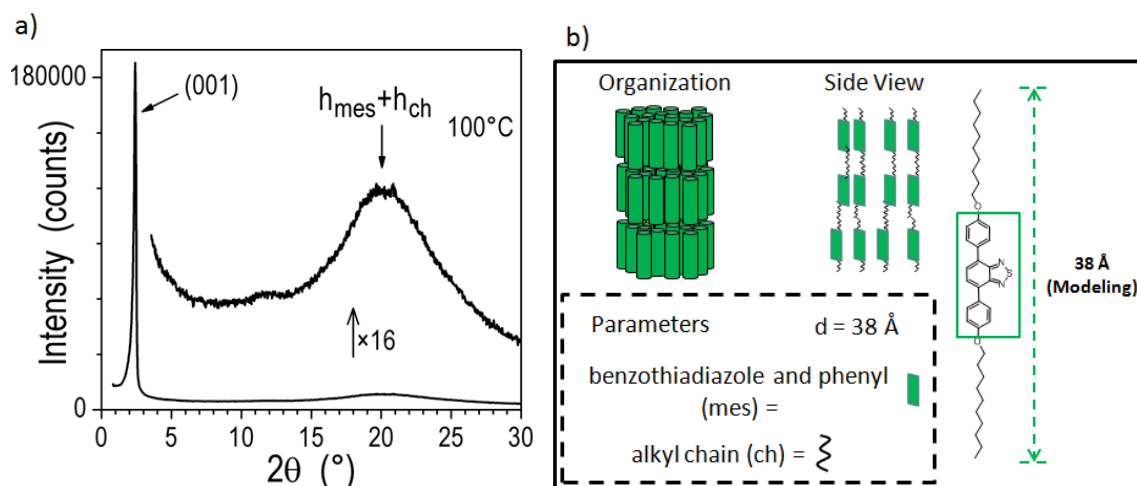 a)
180000
(001)
h_mes+h_ch
100°C
Intensity (counts)
×16
0
0 5 10 15 20 25 30
2θ (°)
b)
Organization
Side View
O
N
S
N
O
38 Å
(Modeling)
Parameters
d = 38 Å
benzothiadiazole and phenyl
(mes) =
alkyl chain (ch) =